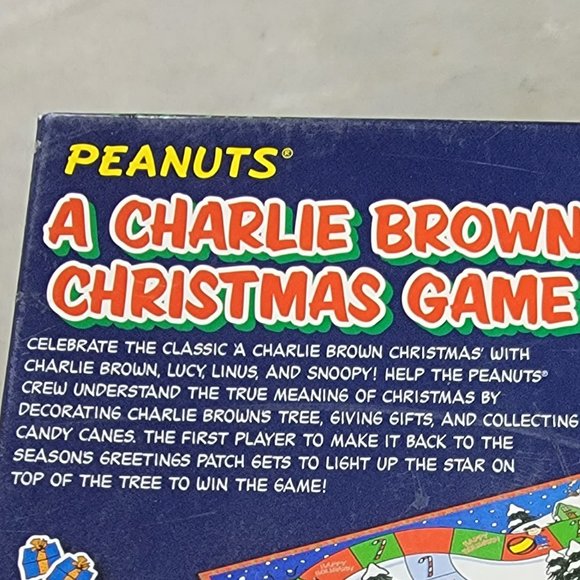 PEANUTS®
A CHARLIE BROWN
CHRISTMAS GAME
CELEBRATE THE CLASSIC 'A CHARLIE BROWN CHRISTMAS' WITH
CHARLIE BROWN, LUCY, LINUS, AND SNOOPY! HELP THE PEANUTS®
CREW UNDERSTAND THE TRUE MEANING OF CHRISTMAS BY
DECORATING CHARLIE BROWNS TREE, GIVING GIFTS, AND COLLECTING
CANDY CANES. THE FIRST PLAYER TO MAKE IT BACK TO THE
SEASONS GREETINGS PATCH GETS TO LIGHT UP THE STAR ON
TOP OF THE TREE TO WIN THE GAME!
HAPPY
HOLIDAYS!